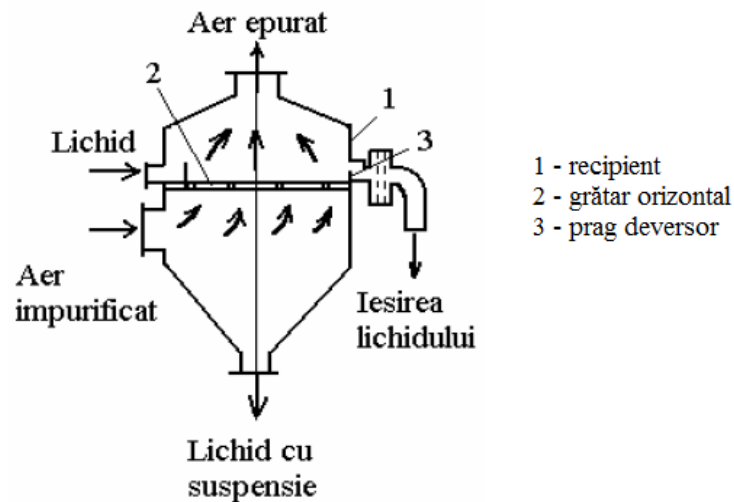 Aer epurat
2
1
Lichid
3
Aer
impurificat
Iesirea
lichidului
Lichid cu
suspensie
1 - recipient
2 - grătar orizontal
3 - prag deversor